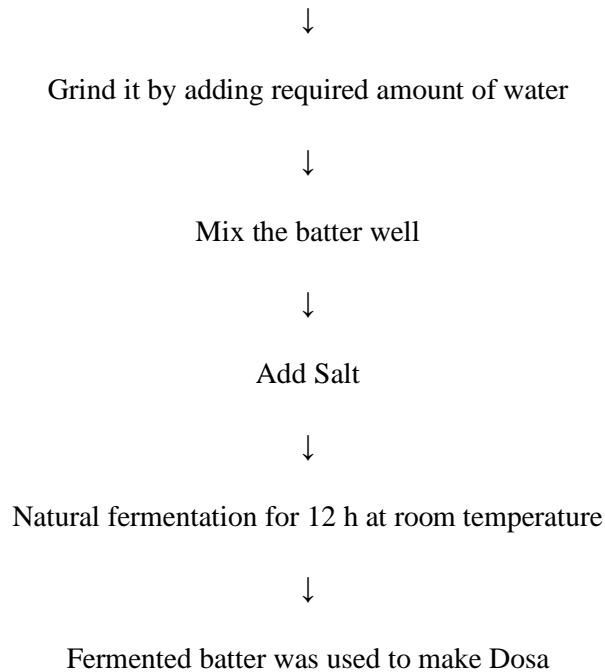 ↓
Grind it by adding required amount of water
↓
Mix the batter well
↓
Add Salt
↓
Natural fermentation for 12 h at room temperature
↓
Fermented batter was used to make Dosa